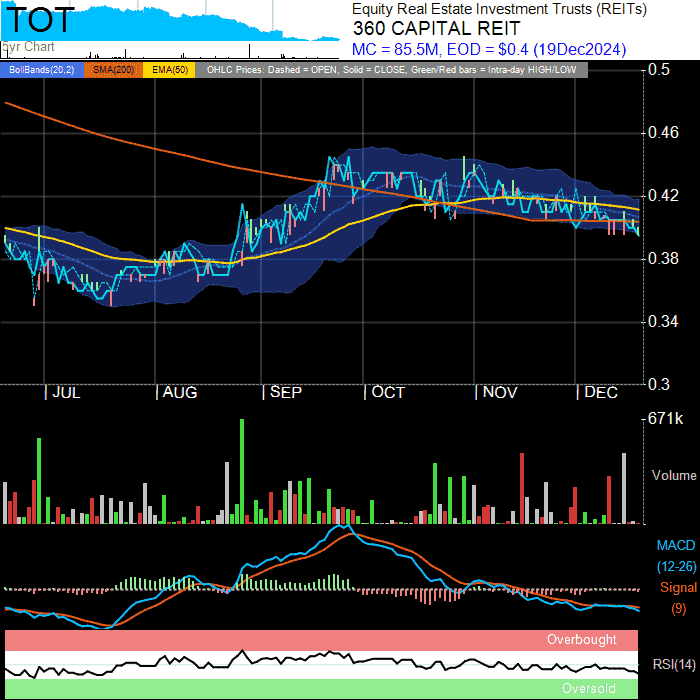 TOT
5yr Chart
Equity Real Estate Investment Trusts (REITs)
360 CAPITAL REIT
MC = 85.5M, EOD = $0.4 (19Dec2024)
BollBands(20,2) SMA(200) EMA(50) OHLC Prices: Dashed = OPEN, Solid = CLOSE, Green/Red bars = Intra-day HIGH/LOW
0.5
0.46
0.42
0.38
0.34
0.3
| JUL | AUG | SEP | OCT | NOV | DEC
671k
Volume
MACD
(12-26)
Signal
(9)
Overbought
RSI(14)
Oversold